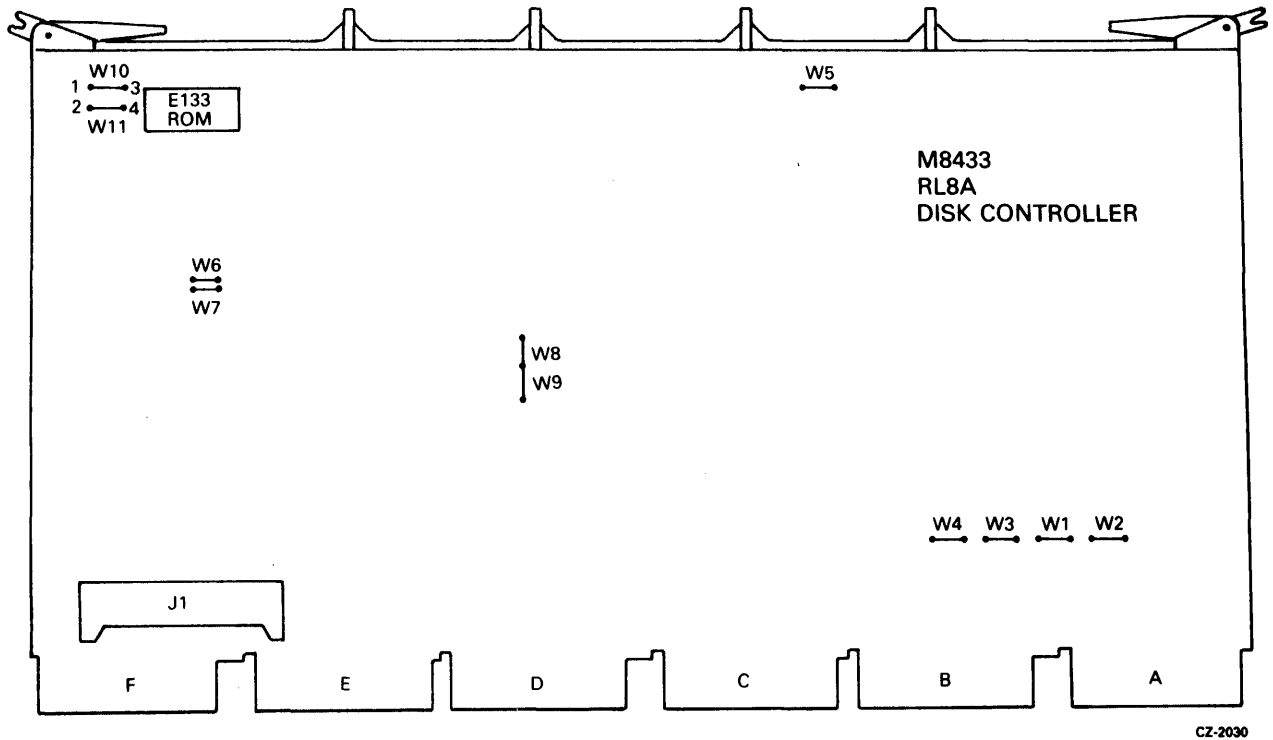 W10
1 3
2 4
W11
E133
ROM
W5
M8433
RL8A
DISK CONTROLLER
W6
W7
W8
W9
W4 W3 W1 W2
J1
F E D C B A
CZ-2030